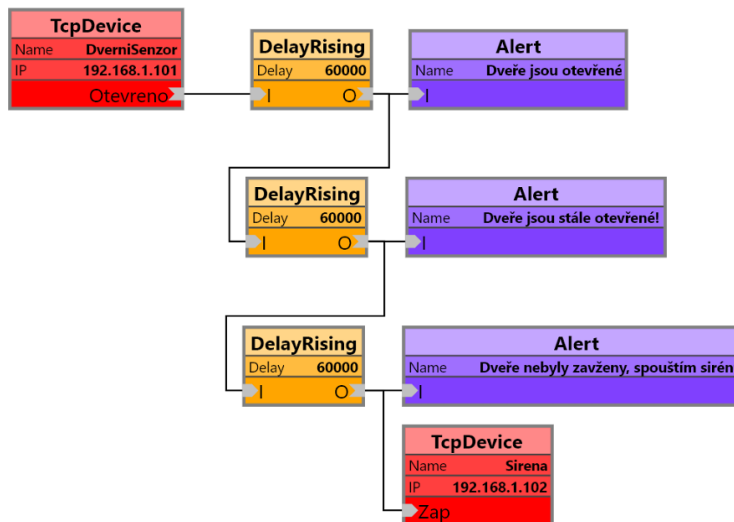 TcpDevice
Name DverniSenzor
IP 192.168.1.101
Otevreno
DelayRising
Delay 60000
I O
Alert
Name Dveře jsou otevřené
I
DelayRising
Delay 60000
I O
Alert
Name Dveře jsou stále otevřené!
I
DelayRising
Delay 60000
I O
Alert
Name Dveře nebyly zavženy, spouštím sirén
I
TcpDevice
Name Sirena
IP 192.168.1.102
Zap